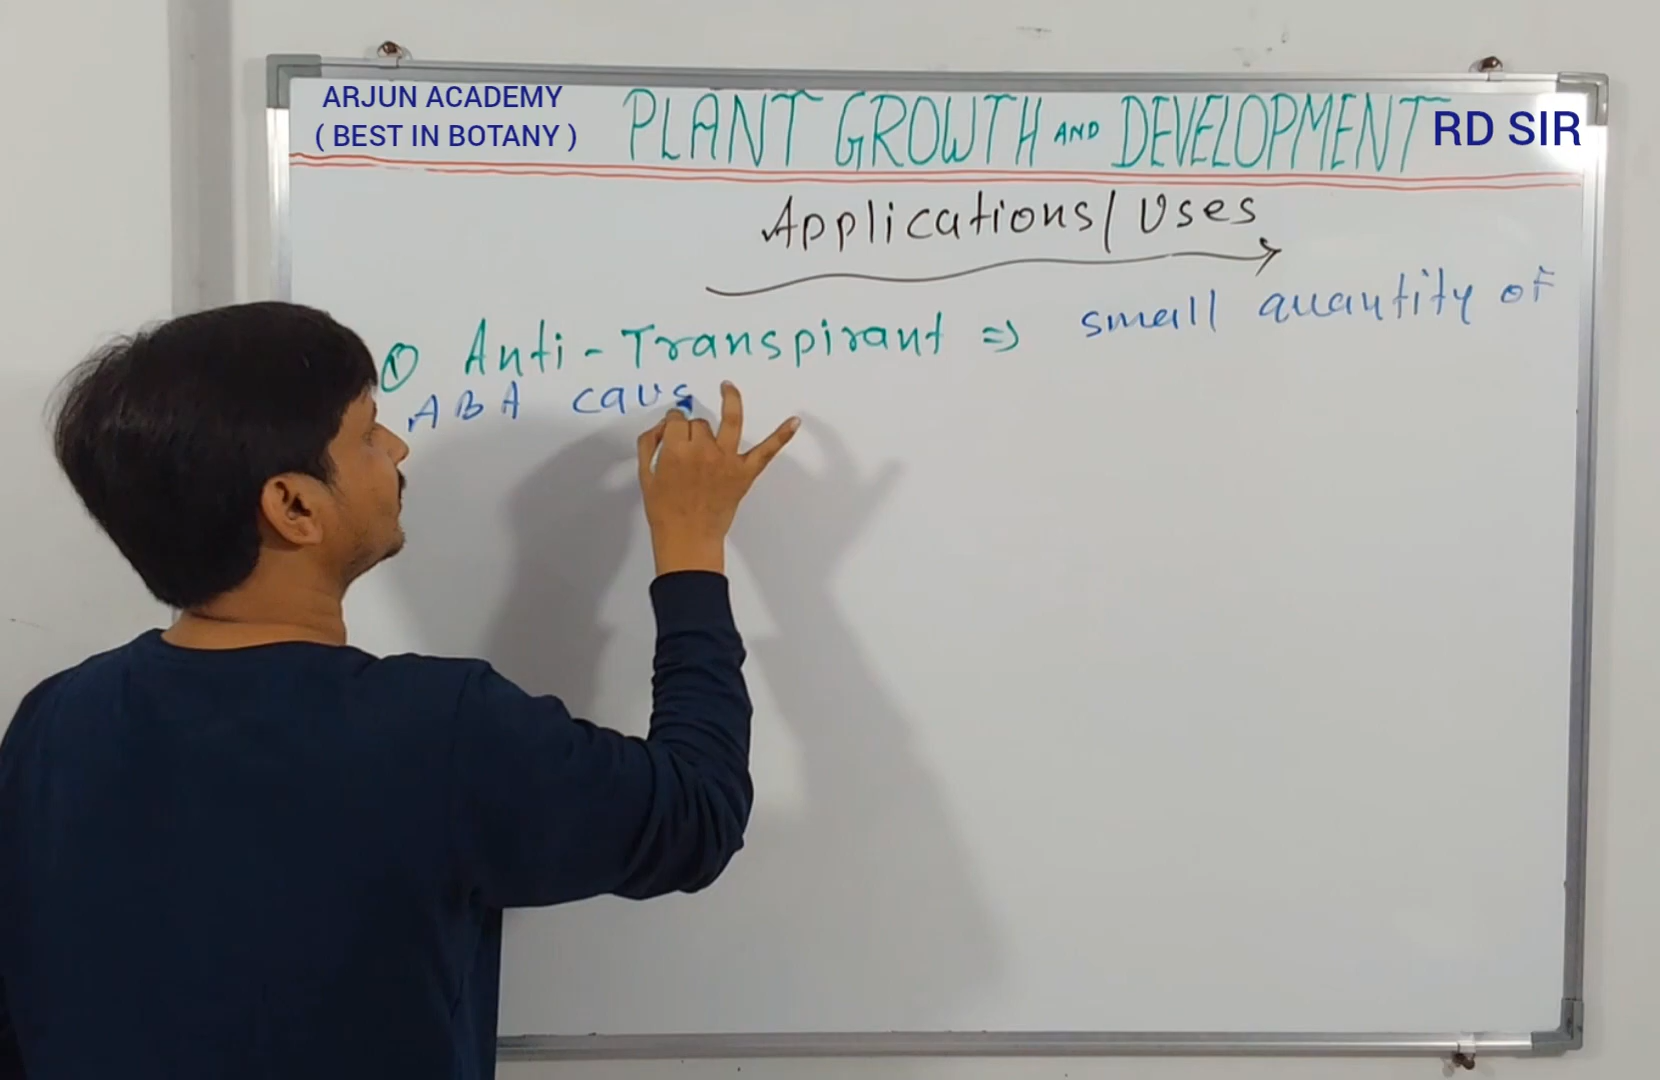 ARJUN ACADEMY
( BEST IN BOTANY )
PLANT GROWTH AND DEVELOPMENT
RD SIR
Applications/Uses
① Anti-Transpirant ⇒ small quantity of
ABA caus